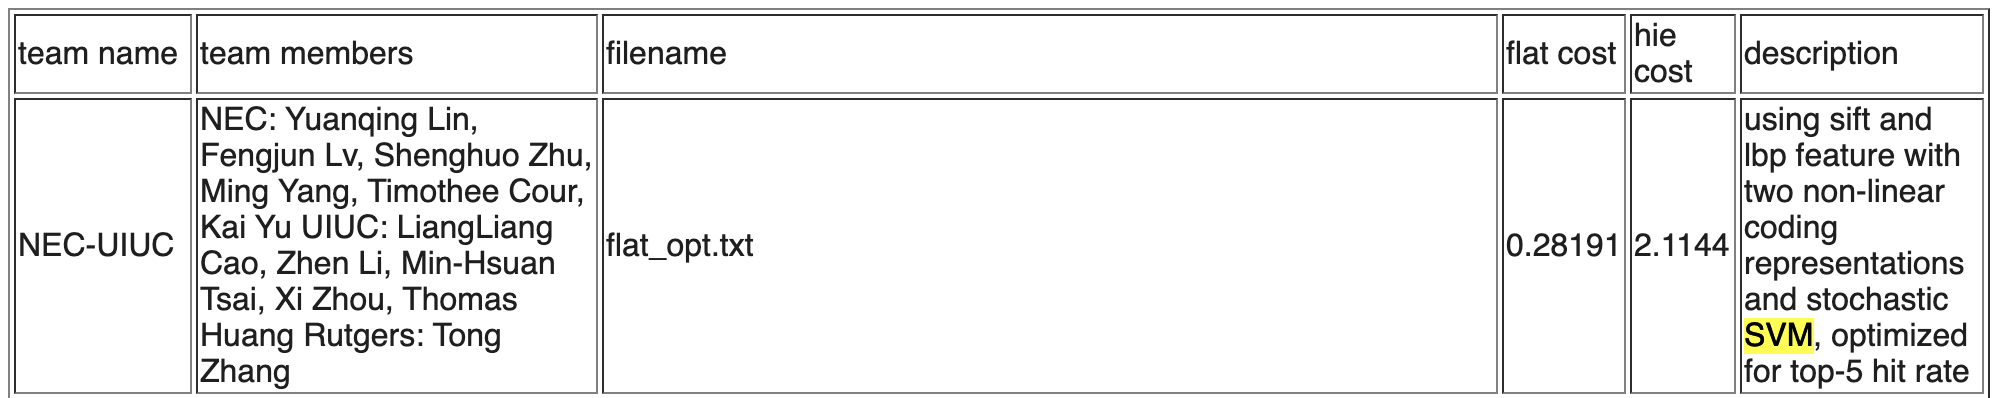 team name
team members
filename
flat cost
hie
cost
description
NEC-UIUC
NEC: Yuanqing Lin,
Fengjun Lv, Shenghuo Zhu,
Ming Yang, Timothee Cour,
Kai Yu UIUC: LiangLiang
Cao, Zhen Li, Min-Hsuan
Tsai, Xi Zhou, Thomas
Huang Rutgers: Tong
Zhang
flat_opt.txt
0.28191
2.1144
using sift and
lbp feature with
two non-linear
coding
representations
and stochastic
SVM, optimized
for top-5 hit rate